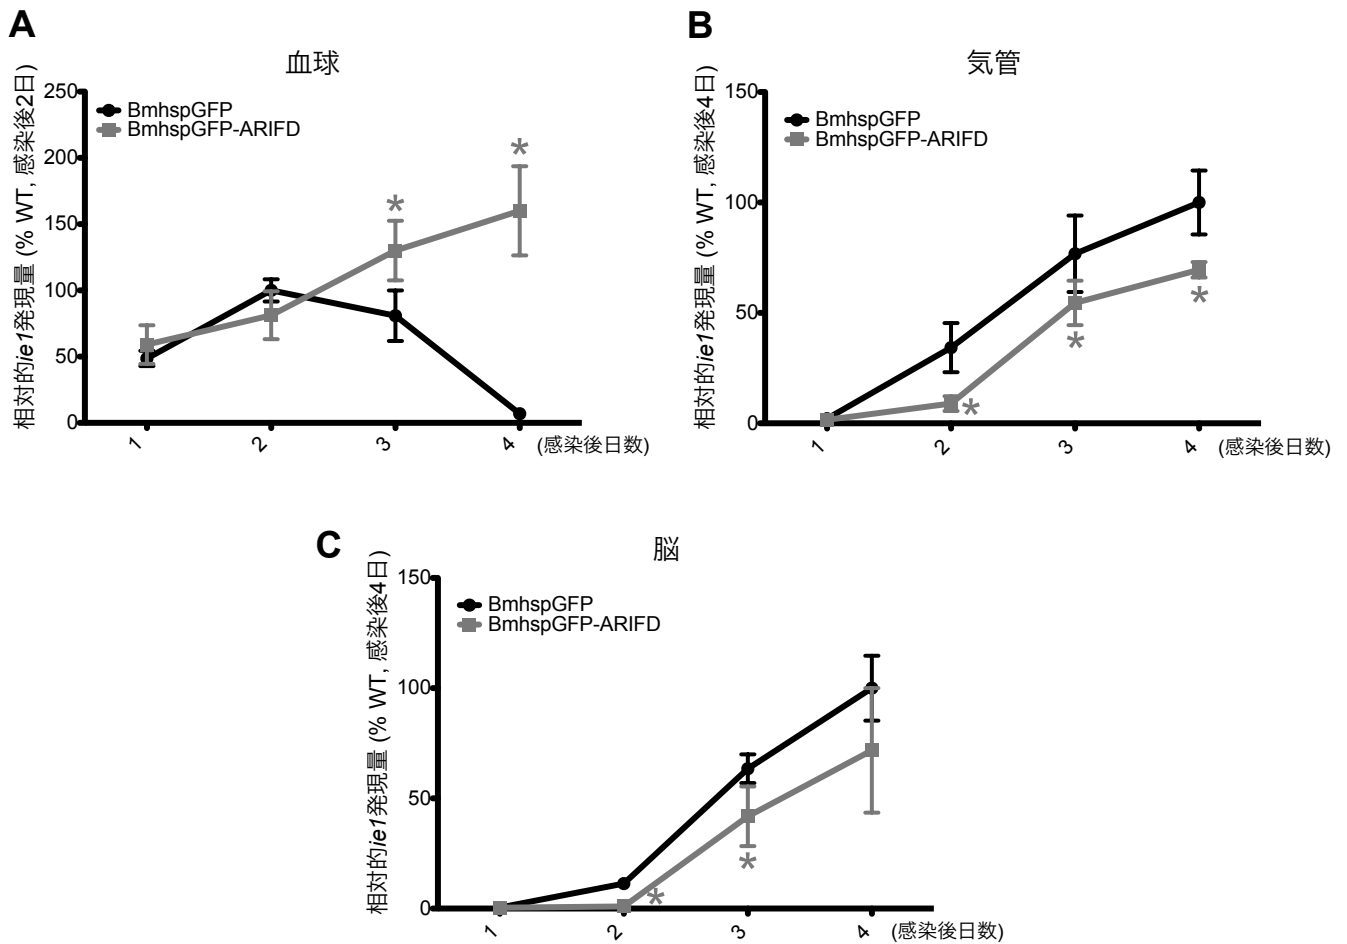 A
血球
相対的ie1発現量 (% WT, 感染後2日)
250
200
150
100
50
0
BmhspGFP
BmhspGFP-ARIFD
*
*
1 2 3 4 (感染後日数)
B
気管
相対的ie1発現量 (% WT, 感染後4日)
150
100
50
0
BmhspGFP
BmhspGFP-ARIFD
*
*
*
1 2 3 4 (感染後日数)
C
脳
相対的ie1発現量 (% WT, 感染後4日)
150
100
50
0
BmhspGFP
BmhspGFP-ARIFD
*
*
1 2 3 4 (感染後日数)